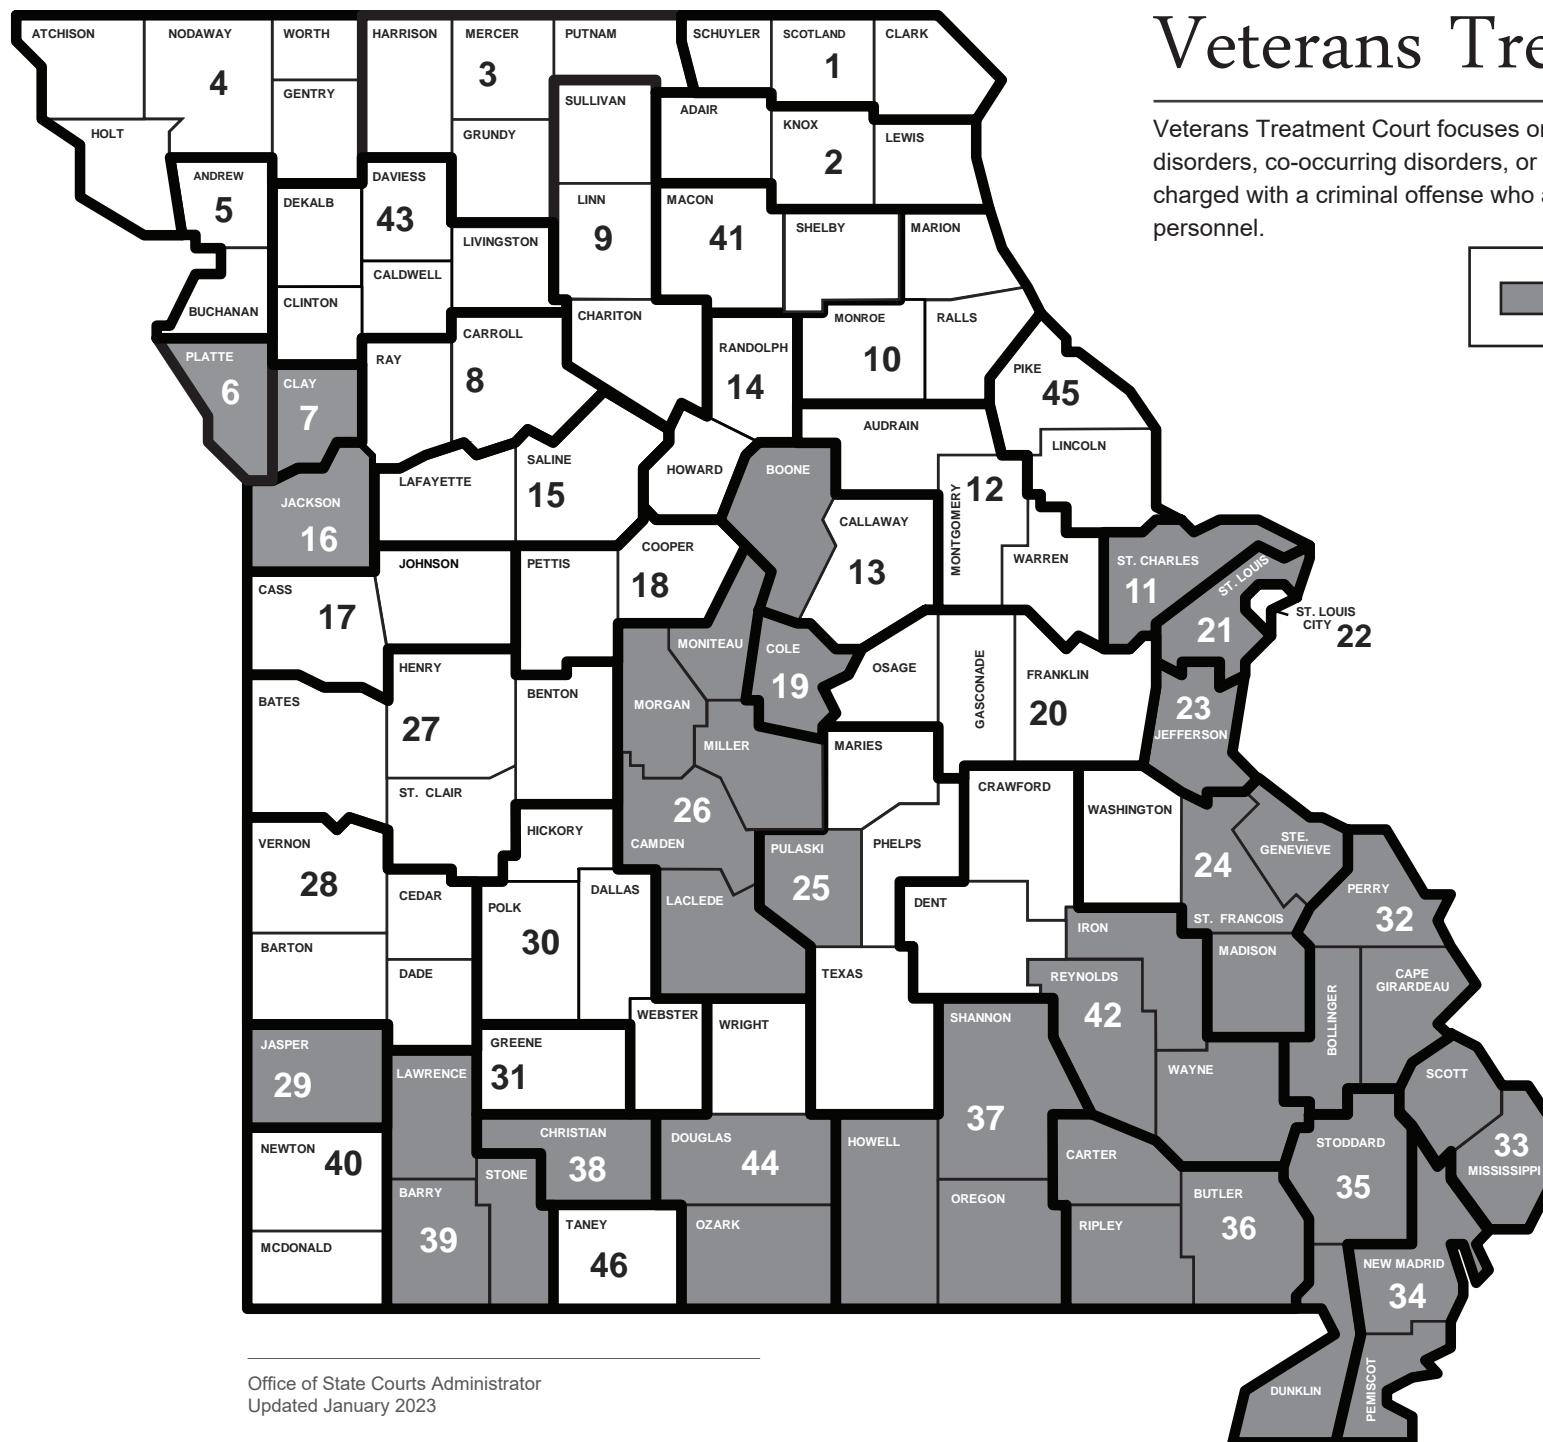 Veterans Tre
Veterans Treatment Court focuses o
disorders, co-occurring disorders, or
charged with a criminal offense who a
personnel.
ATCHISON
NODAWAY
4
WORTH
GENTRY
HOLT
HARRISON
MERCER
3
PUTNAM
GRUNDY
SULLIVAN
SCHUYLER
SCOTLAND
1
CLARK
ADAIR
KNOX
2
LEWIS
ANDREW
5
BUCHANAN
DEKALB
DAVIESS
43
CALDWELL
CLINTON
LIVINGSTON
LINN
9
CHARITON
MACON
41
SHELBY
MARION
MONROE
10
RALLS
PLATTE
6
CLAY
7
RAY
CARROLL
8
RANDOLPH
14
HOWARD
PIKE
45
LINCOLN
AUDRAIN
MONTGOMERY
12
WARREN
JACKSON
16
LAFAYETTE
SALINE
15
BOONE
CALLAWAY
13
CASS
17
JOHNSON
PETTIS
COOPER
18
ST. CHARLES
11
ST. LOUIS
21
ST. LOUIS
CITY 22
BATES
HENRY
27
ST. CLAIR
BENTON
MONITEAU
MORGAN
MILLER
26
CAMDEN
LACLEDE
COLE
19
OSAGE
GASCONADE
FRANKLIN
20
23
JEFFERSON
MARIES
PHELPS
PULASKI
25
TEXAS
CRAWFORD
DENT
WASHINGTON
24
ST. FRANCOIS
STE.
GENEVIEVE
MADISON
PERRY
32
BOLLINGER
CAPE
GIRARDEAU
VERNON
28
BARTON
CEDAR
DADE
HICKORY
POLK
30
DALLAS
WEBSTER
GREENE
31
WRIGHT
IRON
REYNOLDS
42
WAYNE
JASPER
29
LAWRENCE
BARRY
39
STONE
NEWTON 40
MCDONALD
CHRISTIAN
38
TANEY
46
DOUGLAS
44
OZARK
SHANNON
37
HOWELL
OREGON
CARTER
RIPLEY
BUTLER
36
SCOTT
33
MISSISSIPPI
STODDARD
35
NEW MADRID
34
DUNKLIN
PEMISCOT
Office of State Courts Administrator
Updated January 2023